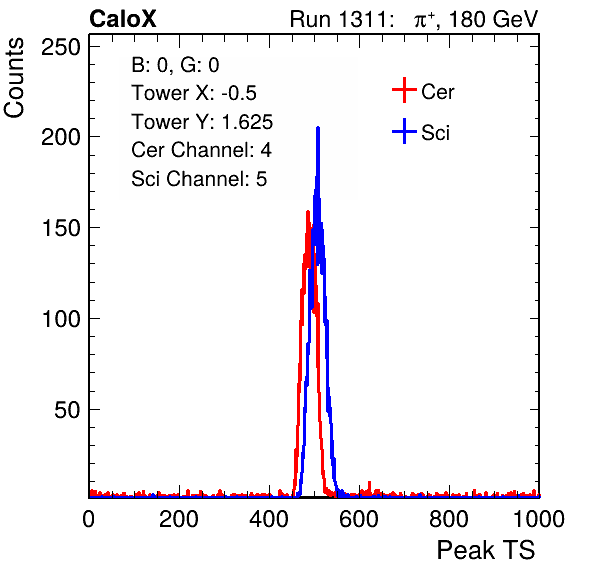 CaloX Run 1311: π⁺, 180 GeV
Counts
250
200
150
100
50
B: 0, G: 0
Tower X: -0.5
Tower Y: 1.625
Cer Channel: 4
Sci Channel: 5
Cer
Sci
0 200 400 600 800 1000
Peak TS